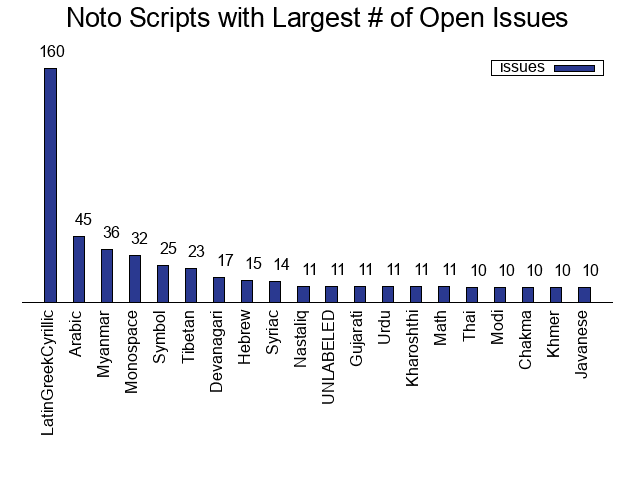 Noto Scripts with Largest # of Open Issues
issues
160
45
36
32
25
23
17
15
14
11
11
11
11
11
11
10
10
10
10
10
LatinGreekCyrillic
Arabic
Myanmar
Monospace
Symbol
Tibetan
Devanagari
Hebrew
Syriac
Nastaliq
UNLABELED
Gujarati
Urdu
Kharoshthi
Math
Thai
Modi
Chakma
Khmer
Javanese